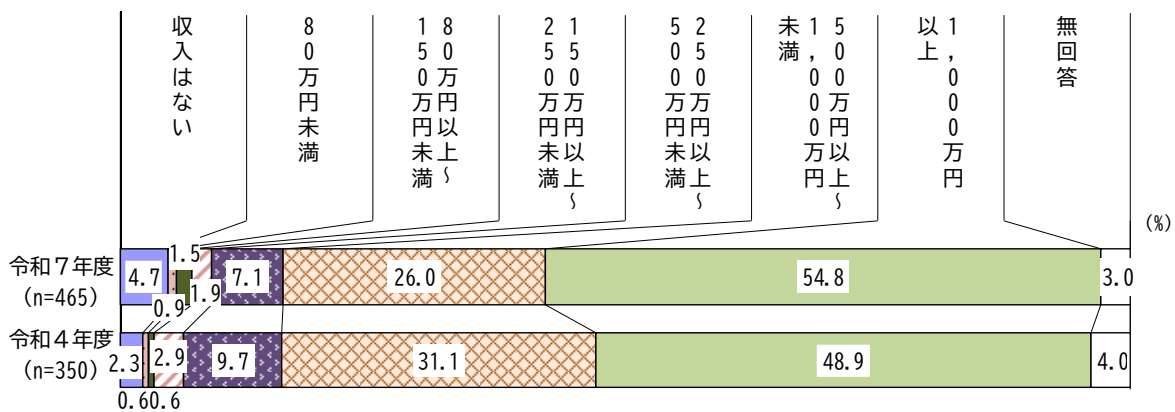 収入はない
80万円未満
80万円以上~
150万円未満
150万円以上~
250万円未満
250万円以上~
500万円未満
500万円以上~
1,000万円
未満
1,000万円
以上
無回答
(%)
令和7年度
(n=465)
4.7
0.9
1.5
1.9
7.1
26.0
54.8
3.0
令和4年度
(n=350)
2.3
0.6
0.6
2.9
9.7
31.1
48.9
4.0